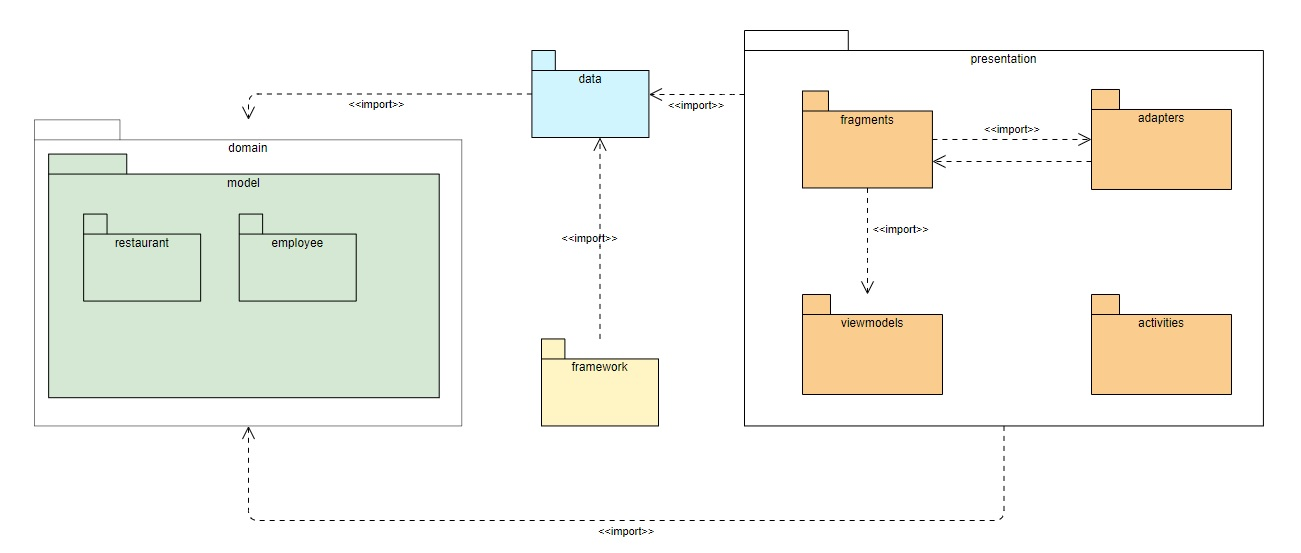 presentation
data
<<import>>
<<import>>
fragments
adapters
<<import>>
domain
model
restaurant
employee
<<import>>
<<import>>
viewmodels
activities
framework
<<import>>